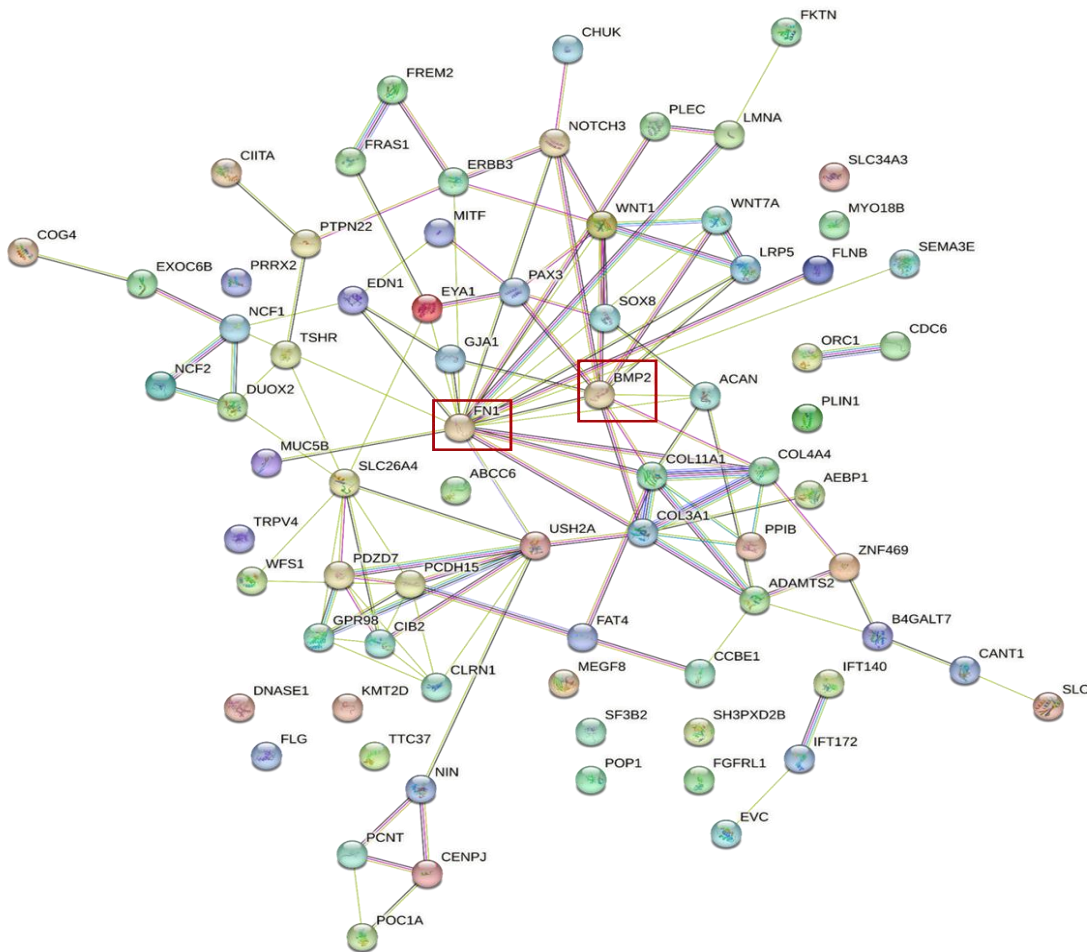 FKTN
CHUK
FREM2
PLEC
LMNA
NOTCH3
FRAS1
CIITA
ERBB3
SLC34A3
WNT1
WNT7A
MYO18B
PTPN22
MITF
COG4
EXOC6B
PRRX2
LRP5
FLNB
SEMA3E
EDN1
EYA1
PAX3
SOX8
NCF1
TSHR
GJA1
ORC1
CDC6
NCF2
DUOX2
BMP2
ACAN
FN1
PLIN1
MUC5B
SLC26A4
ABCC6
COL11A1
COL4A4
AEBP1
TRPV4
USH2A
COL3A1
PPIB
WFS1
PDZD7
PCDH15
ZNF469
ADAMTS2
GPR98
CIB2
FAT4
B4GALT7
CLRN1
CCBE1
CANT1
MEGF8
IFT140
DNASE1
KMT2D
SLC
SF3B2
SH3PXD2B
FLG
TTC37
IFT172
NIN
POP1
FGFRL1
EVC
PCNT
CENPJ
POC1A